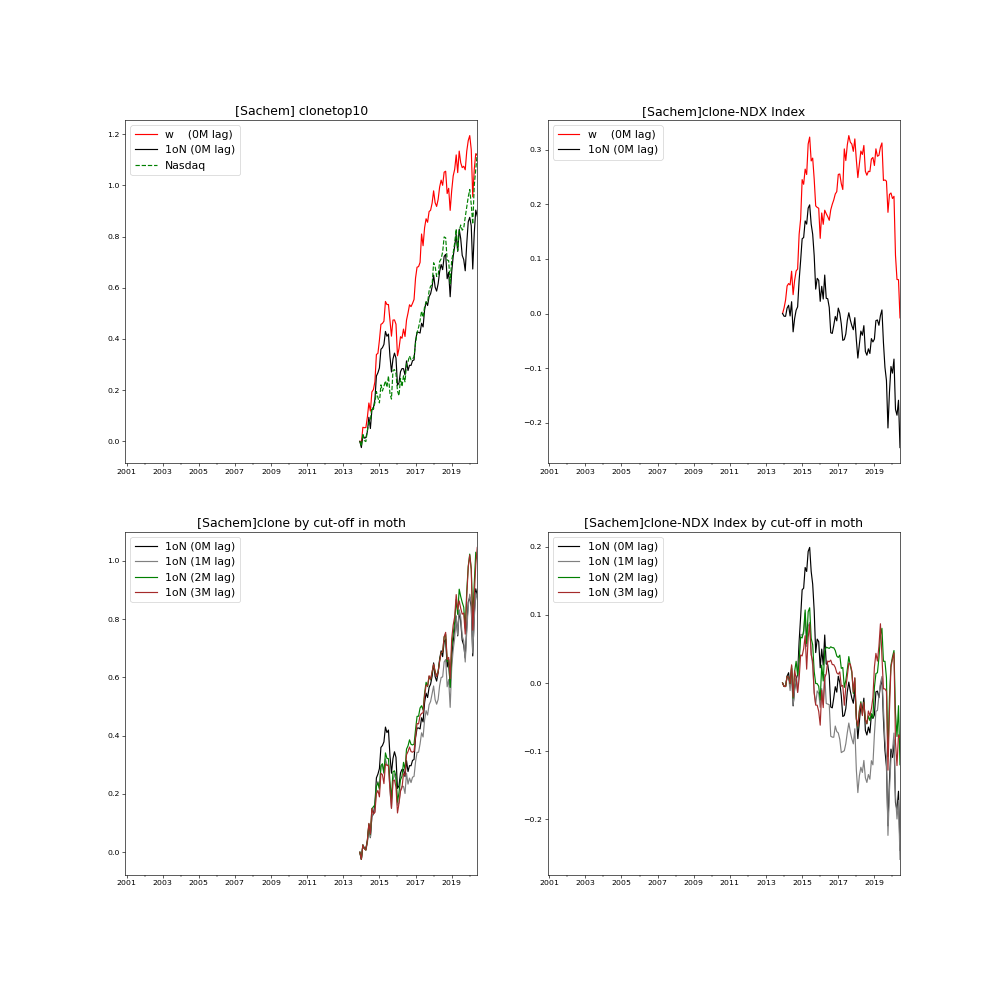 [Sachem] clonetop10
w    (0M lag)
1oN (0M lag)
Nasdaq
1.2
1.0
0.8
0.6
0.4
0.2
0.0
2001 2003 2005 2007 2009 2011 2013 2015 2017 2019
[Sachem]clone-NDX Index
w    (0M lag)
1oN (0M lag)
0.3
0.2
0.1
0.0
−0.1
−0.2
2001 2003 2005 2007 2009 2011 2013 2015 2017 2019
[Sachem]clone by cut-off in moth
1oN (0M lag)
1oN (1M lag)
1oN (2M lag)
1oN (3M lag)
1.0
0.8
0.6
0.4
0.2
0.0
2001 2003 2005 2007 2009 2011 2013 2015 2017 2019
[Sachem]clone-NDX Index by cut-off in moth
1oN (0M lag)
1oN (1M lag)
1oN (2M lag)
1oN (3M lag)
0.2
0.1
0.0
−0.1
−0.2
2001 2003 2005 2007 2009 2011 2013 2015 2017 2019